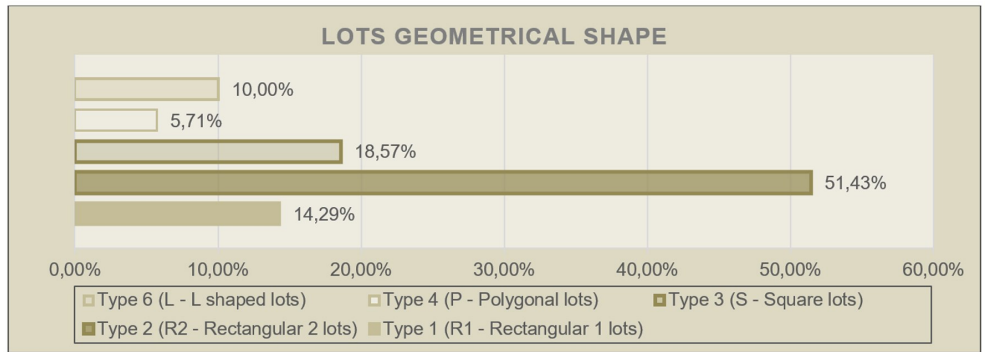 LOTS GEOMETRICAL SHAPE
10,00%
5,71%
18,57%
51,43%
14,29%
0,00% 10,00% 20,00% 30,00% 40,00% 50,00% 60,00%
Type 6 (L - L shaped lots) Type 4 (P - Polygonal lots) Type 3 (S - Square lots)
Type 2 (R2 - Rectangular 2 lots) Type 1 (R1 - Rectangular 1 lots)